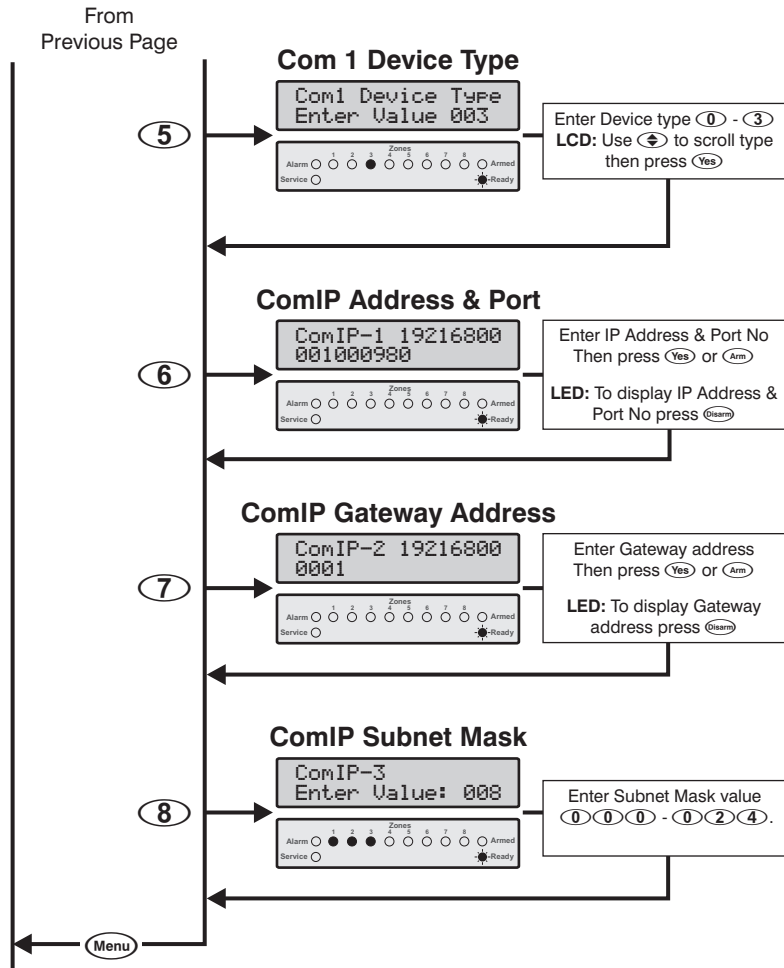 From
Previous Page
Com 1 Device Type
Com1 Device Type
Enter Value 003
5
Enter Device type 0 - 3
LCD: Use to scroll type
then press Yes
Zones
1 2 3 4 5 6 7 8
Alarm Armed
Service Ready
ComIP Address & Port
ComIP-1 19216800
001000980
6
Enter IP Address & Port No
Then press Yes or Arm
LED: To display IP Address &
Port No press Disarm
Zones
1 2 3 4 5 6 7 8
Alarm Armed
Service Ready
ComIP Gateway Address
ComIP-2 19216800
0001
7
Enter Gateway address
Then press Yes or Arm
LED: To display Gateway
address press Disarm
Zones
1 2 3 4 5 6 7 8
Alarm Armed
Service Ready
ComIP Subnet Mask
ComIP-3
Enter Value: 008
8
Enter Subnet Mask value
000 - 024.
Zones
1 2 3 4 5 6 7 8
Alarm Armed
Service Ready
Menu